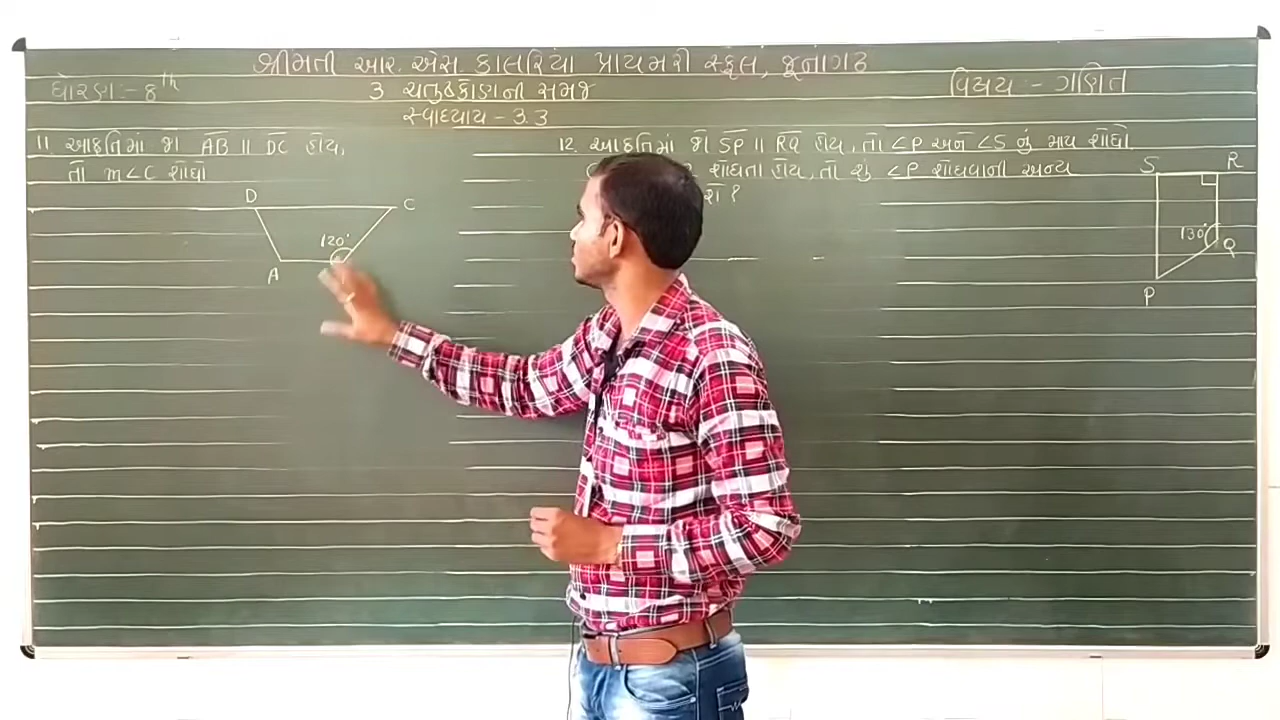 શ્રીમતી આર. એસ. કાલરિયા પ્રાયમરી સ્કૂલ, જૂનાગઢ
ધોરણ:- 8th
3 ચતુષ્કોણની સમજ
વિષય :- ગણિત
સ્વાધ્યાય - 3.3
11. આકૃતિમાં જો AB || DC હોય,
તો m∠C શોધો
D
C
120°
A
12. આકૃતિમાં જો SP || RQ હોય, તો ∠P અને ∠S નું માપ શોધો.
શોધતા હોય, તો શું ∠P શોધવાની અન્ય
S
R
130°
Q
P